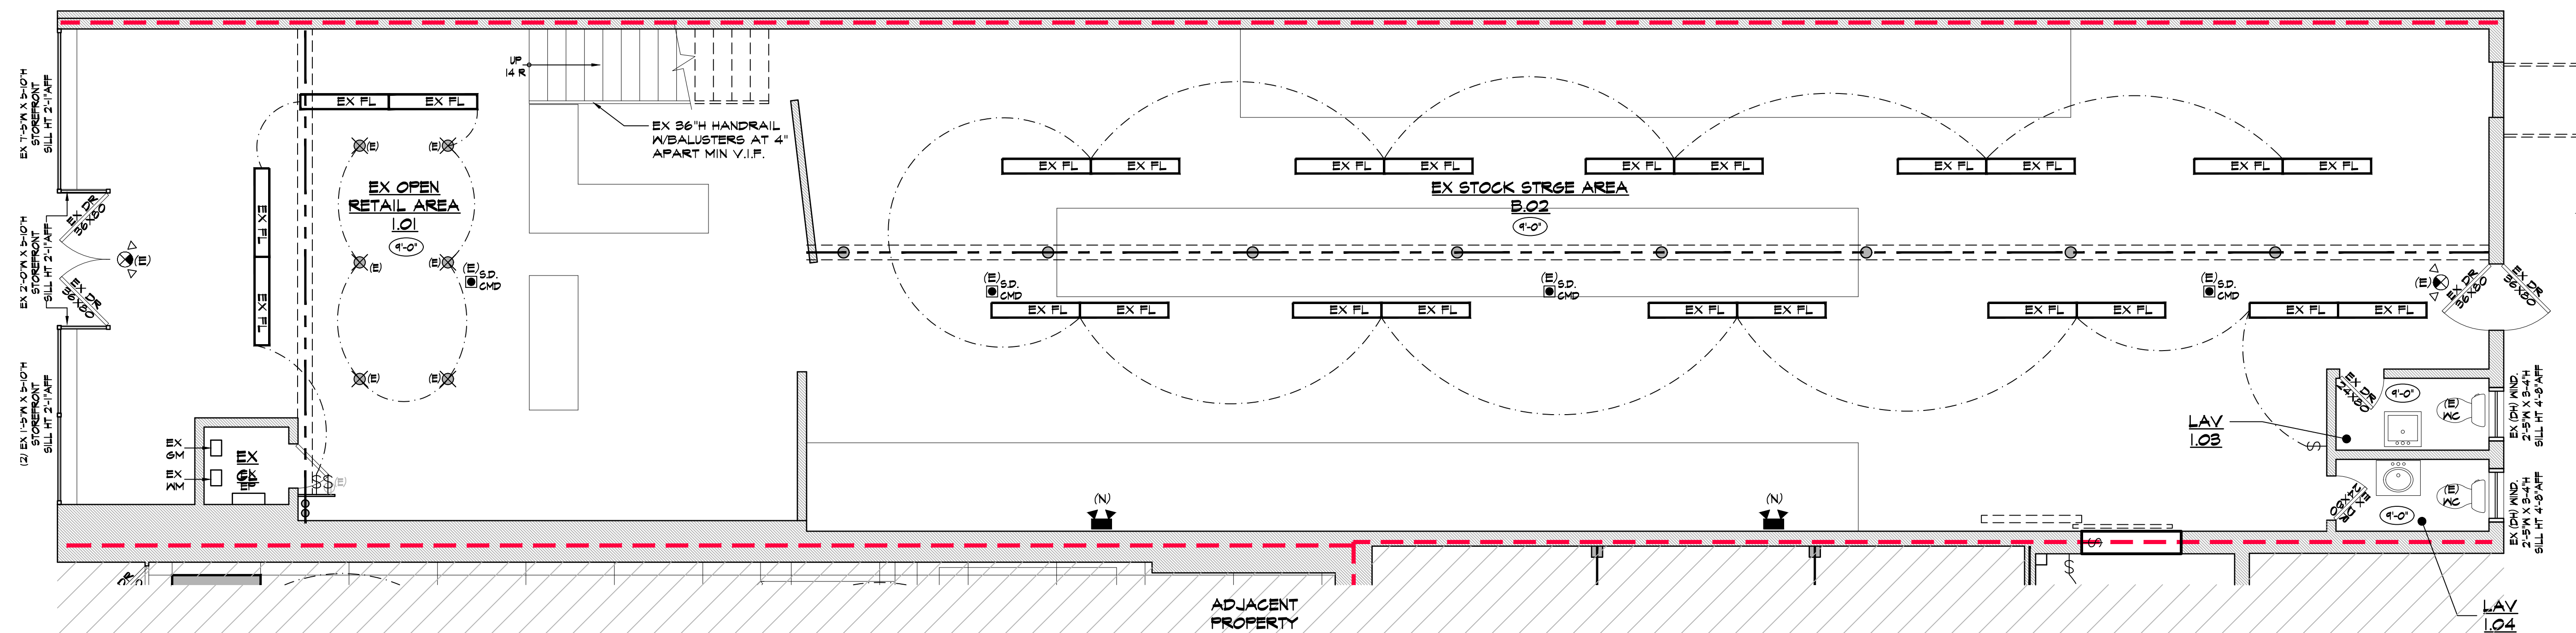 EX 7'-5"W X 5'-10"H
STOREFRONT
SILL HT 2'-1"AFF
EX 2'-0"W X 5'-10"H
STOREFRONT
SILL HT 2'-1"AFF
(2) EX 7'-5"W X 5'-10"H
STOREFRONT
SILL HT 2'-1"AFF
EX DR
36X80
EX DR
36X80
(E)
EX FL
EX FL
EX FL
EX FL
(E)
(E)
EX OPEN
RETAIL AREA
1.01
9'-0"
(E)
(E)
(E)
(E)
(E)
S.D.
CMD
UP
14 R
EX 36"H HANDRAIL
W/BALUSTERS AT 4"
APART MIN V.I.F.
EX
GM
EX
WM
EX
EP
$$
(E)
EX FL
EX FL
EX FL
EX FL
EX FL
EX FL
EX FL
EX FL
EX FL
EX FL
EX STOCK STRGE AREA
B.02
9'-0"
(E)
S.D.
CMD
(E)
S.D.
CMD
(E)
S.D.
CMD
EX FL
EX FL
EX FL
EX FL
EX FL
EX FL
EX FL
EX FL
EX FL
EX FL
(E)
EX DR
36X80
EX DR
36X80
EX DR
24X80
9'-0"
(E)
WC
LAV
1.03
$
EX (DH) WIND.
2'-5"W X 3'-4"H
SILL HT 4'-8"AFF
EX DR
24X80
9'-0"
(E)
WC
EX (DH) WIND.
2'-5"W X 3'-4"H
SILL HT 4'-8"AFF
(N)
(N)
$
$
DR
ADJACENT
PROPERTY
LAV
1.04